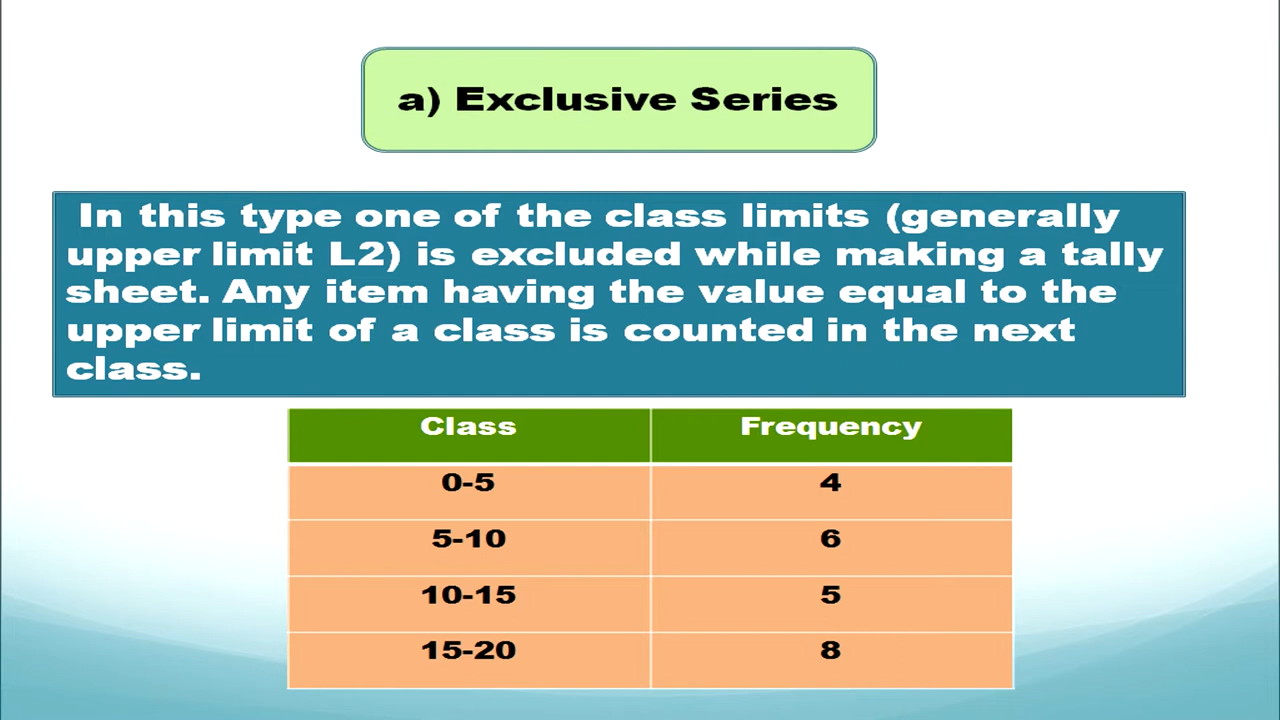 a) Exclusive Series
In this type one of the class limits (generally
upper limit L2) is excluded while making a tally
sheet. Any item having the value equal to the
upper limit of a class is counted in the next
class.
Class Frequency
0-5 4
5-10 6
10-15 5
15-20 8